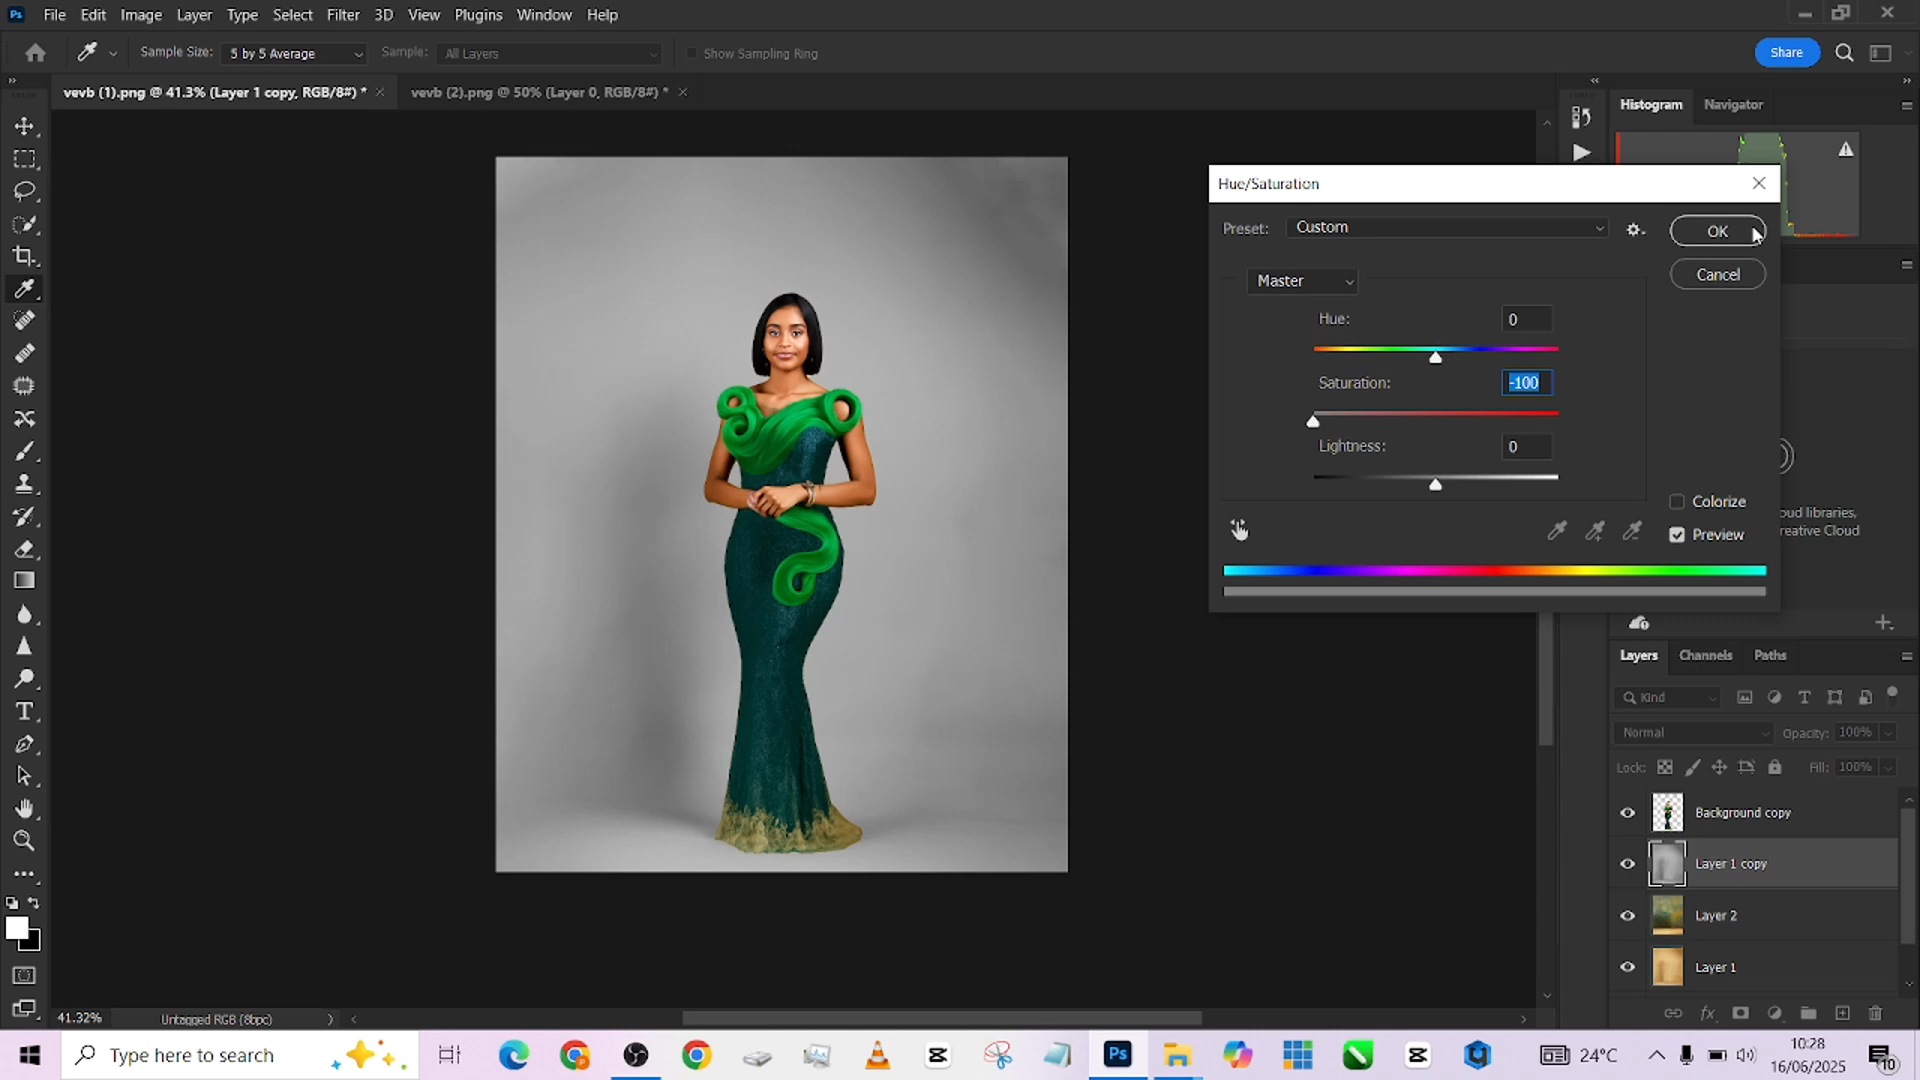 Ps File Edit Image Layer Type Select Filter 3D View Plugins Window Help
Sample Size: 5 by 5 Average Sample: All Layers Show Sampling Ring Share
vevb (1).png @ 41.3% (Layer 1 copy, RGB/8#) * vevb (2).png @ 50% (Layer 0, RGB/8#) *
Histogram Navigator
Hue/Saturation
Preset: Custom OK
Master Cancel
Hue: 0
Saturation: -100
Lightness: 0
Colorize
Preview
oud libraries,
reative Cloud
Layers Channels Paths
Kind
Normal Opacity: 100%
Lock: Fill: 100%
Background copy
Layer 1 copy
Layer 2
Layer 1
41.32% Untagged RGB (8bpc)
Type here to search
Ps
24°C
10:28
16/06/2025
10